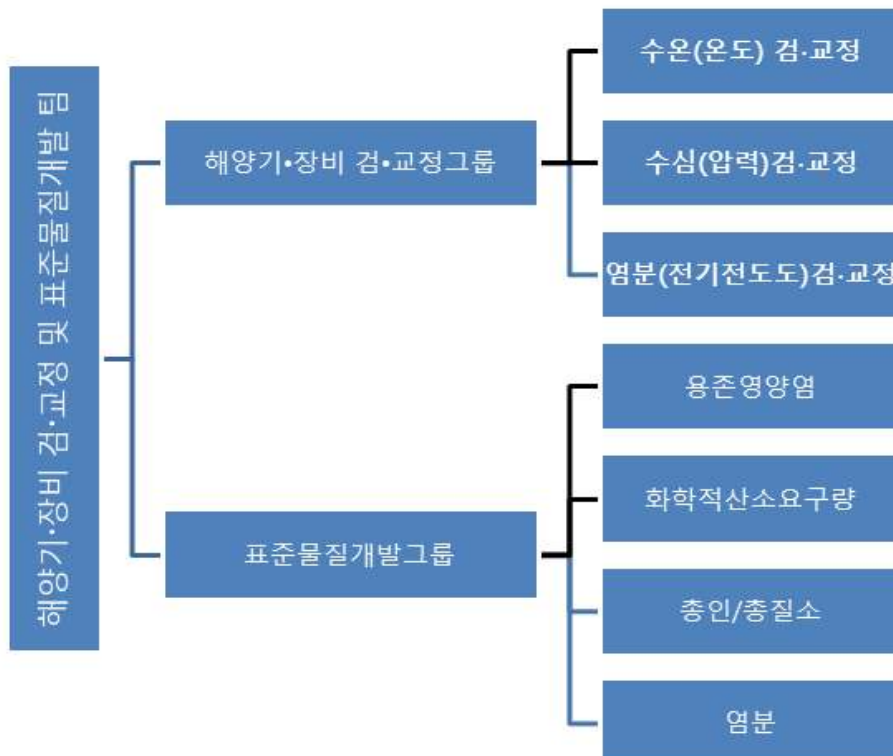 해양기·장비 검·교정 및 표준물질개발 팀
해양기•장비 검•교정그룹
수온(온도) 검·교정
수심(압력)검·교정
염분(전기전도도)검·교정
표준물질개발그룹
용존영양염
화학적산소요구량
총인/총질소
염분